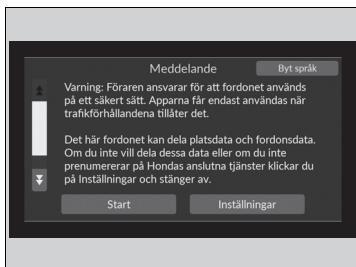 Meddelande
Byt språk
Varning: Föraren ansvarar för att fordonet används
på ett säkert sätt. Apparna får endast användas när
trafikförhållandena tillåter det.
Det här fordonet kan dela platsdata och fordonsdata.
Om du inte vill dela dessa data eller om du inte
prenumererar på Hondas anslutna tjänster klickar du
på Inställningar och stänger av.
Start
Inställningar